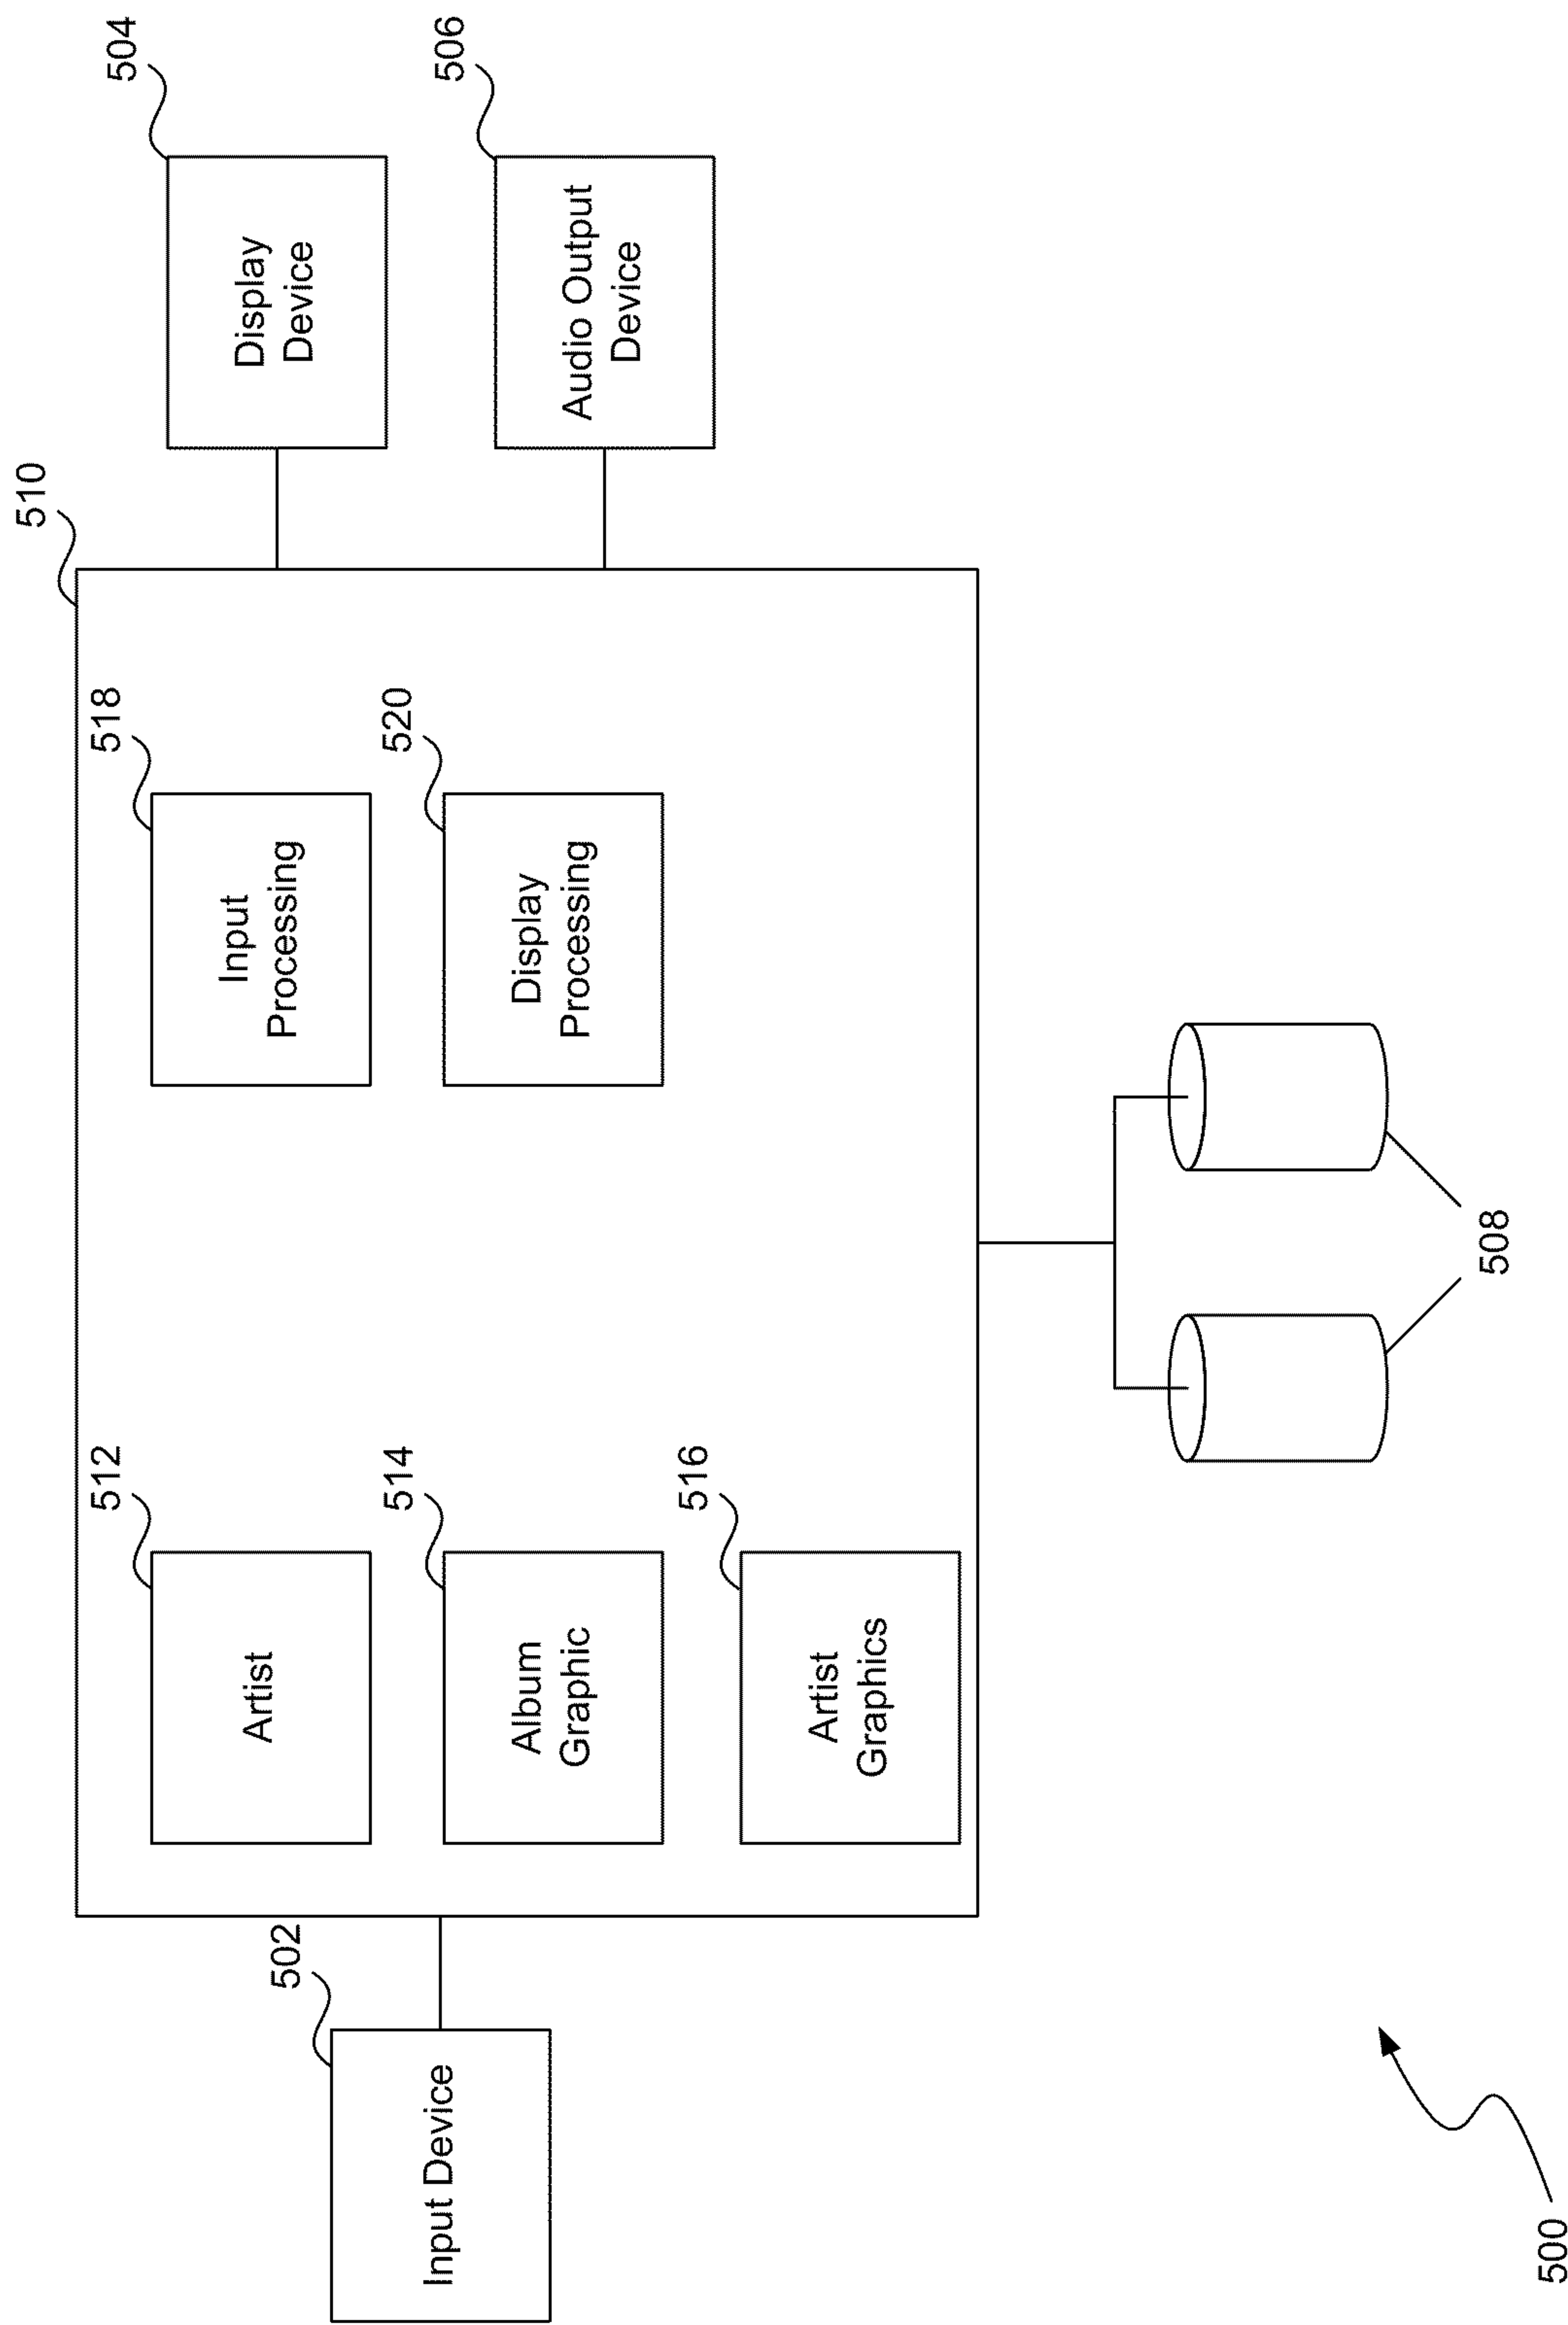 510
504
Display
Device
506
Audio Output
Device
512
Artist
518
Input
Processing
502
Input Device
514
Album
Graphic
520
Display
Processing
516
Artist
Graphics
508
500